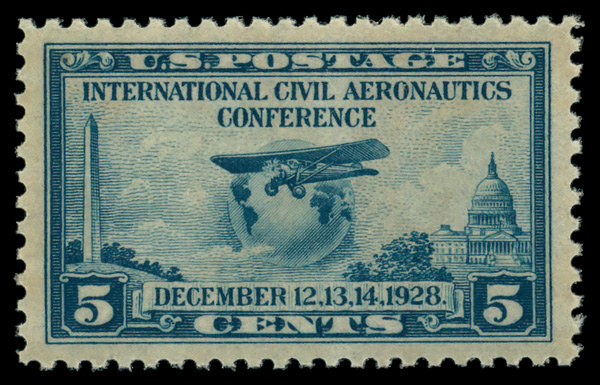 U.S. POSTAGE
INTERNATIONAL CIVIL AERONAUTICS
CONFERENCE
5 DECEMBER 12,13,14,1928. 5
CENTS